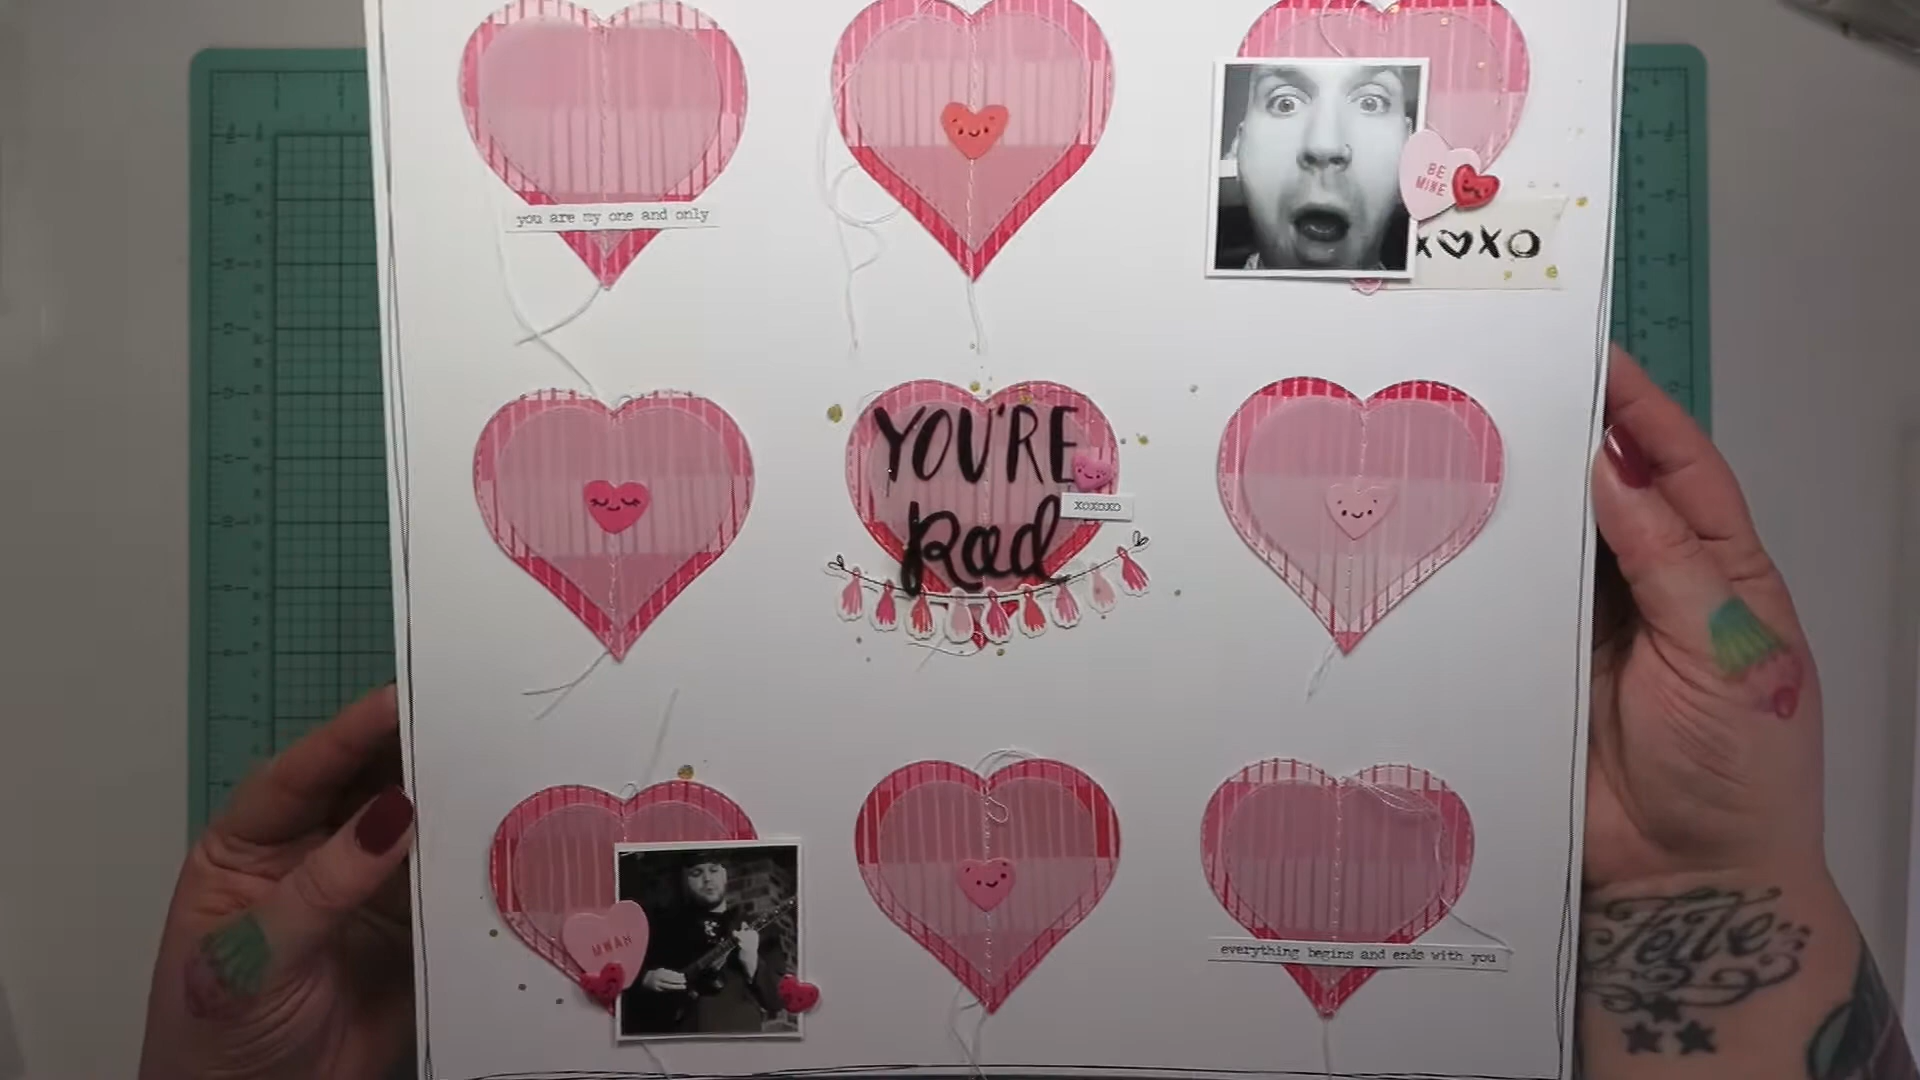 you are my one and only
BE
MINE
XOXO
YOU'RE
Rad
xoxoxo
MWAH
everything begins and ends with you